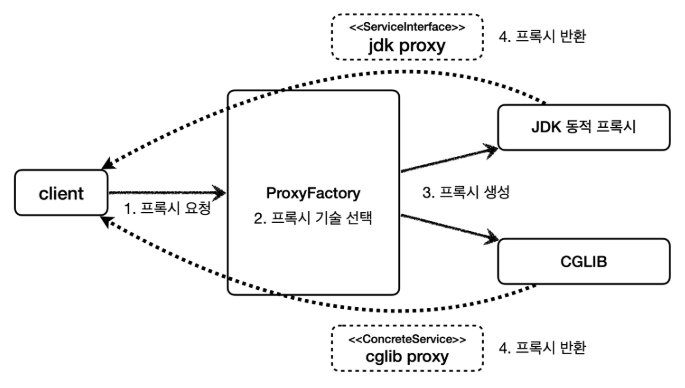 <<ServiceInterface>>
jdk proxy
4. 프록시 반환
JDK 동적 프록시
client
1. 프록시 요청
ProxyFactory
2. 프록시 기술 선택
3. 프록시 생성
CGLIB
<<ConcreteService>>
cglib proxy
4. 프록시 반환